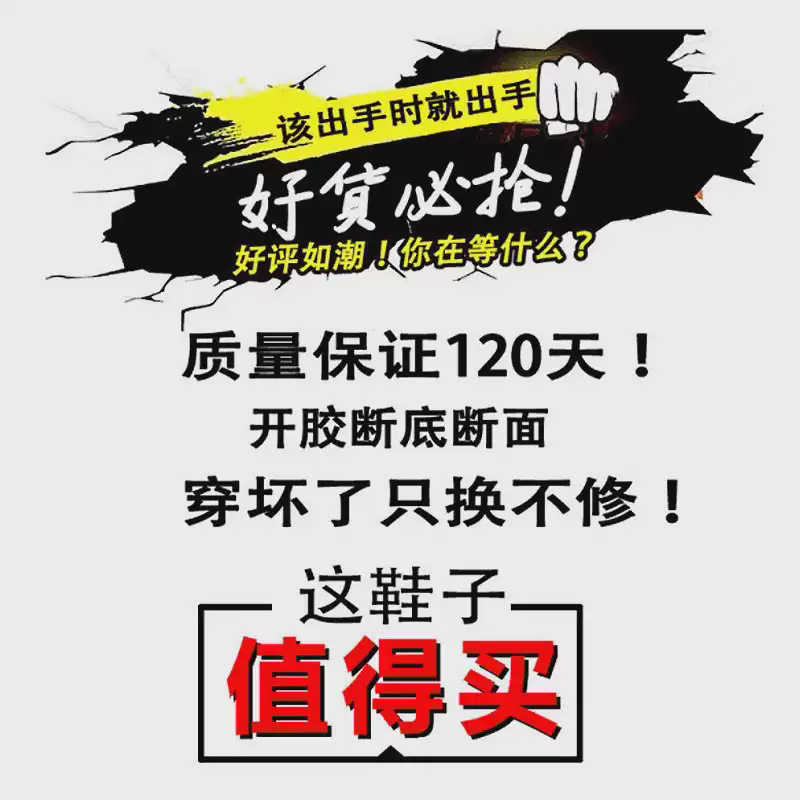 该出手时就出手
好货必抢!
好评如潮!你在等什么?
质量保证120天!
开胶断底断面
穿坏了只换不修!
这鞋子
值得买